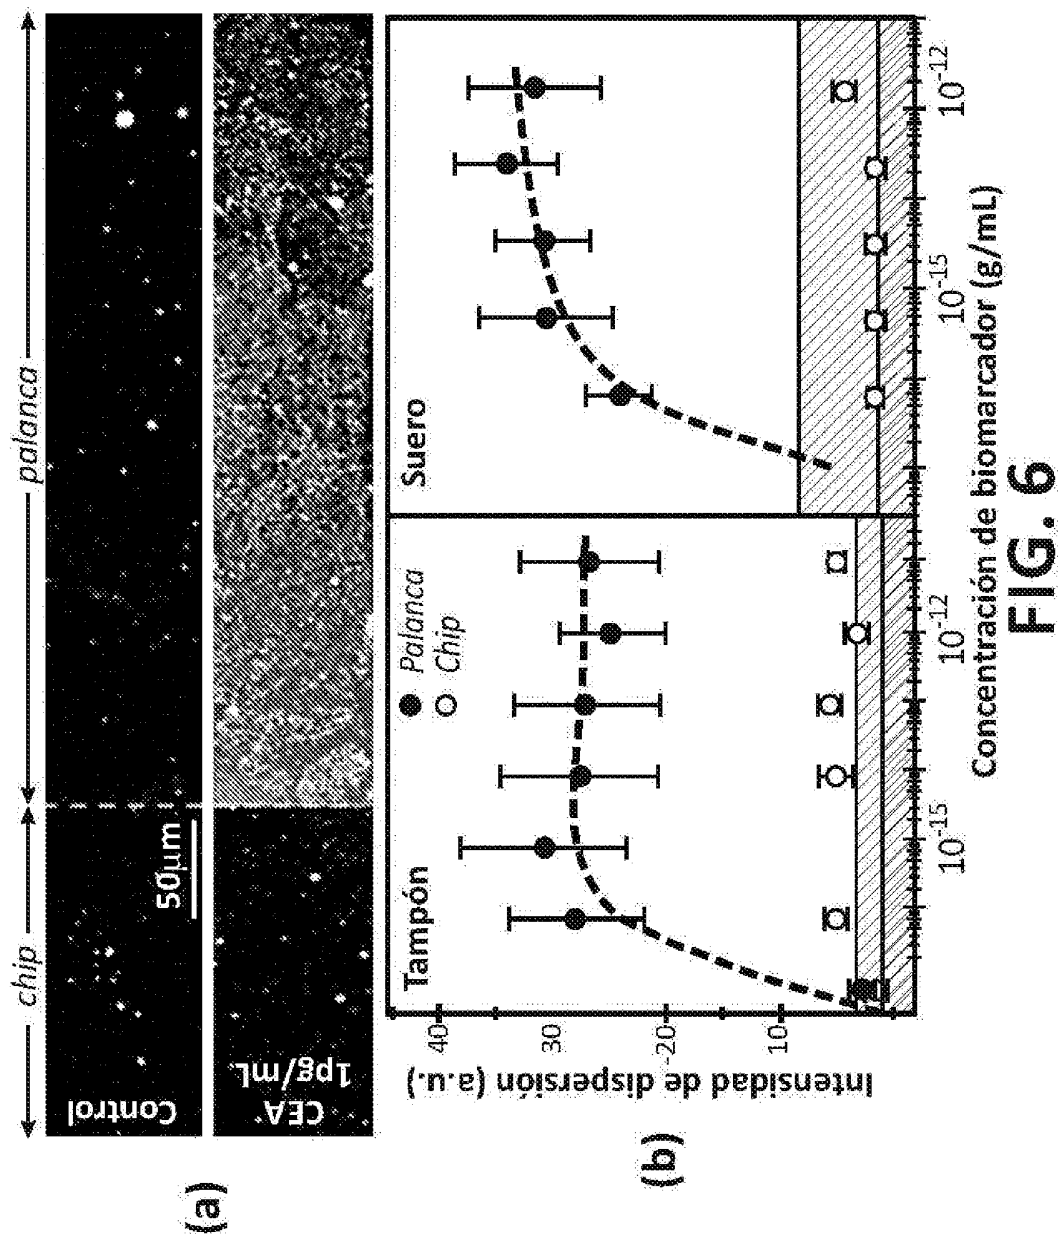 (a)
chip
palanca
Control
50µm
CEA
1pg/mL
(b)
Intensidad de dispersión (a.u.)
40
30
20
10
Tampón
Palanca
Chip
Suero
10-15
10-12
10-15
10-12
Concentración de biomarcador (g/mL)
FIG. 6